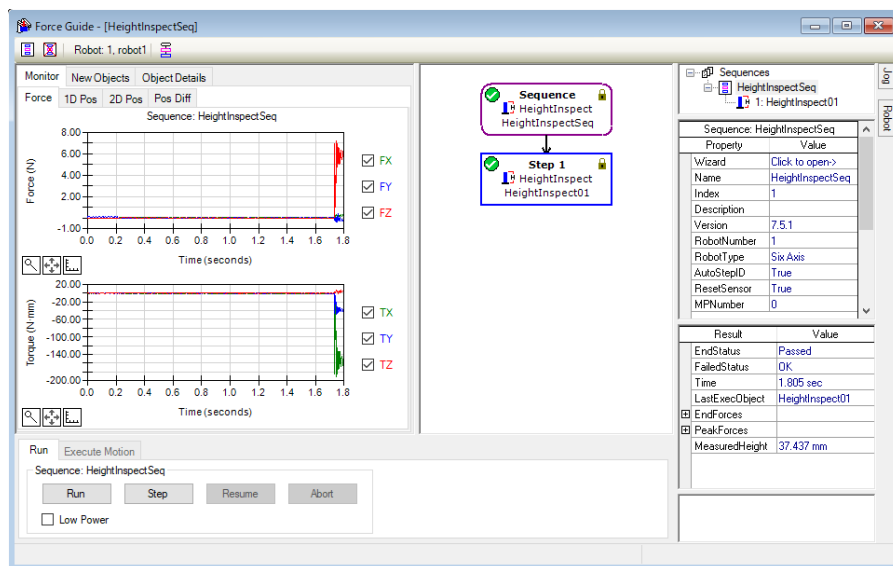 Force Guide - [HeightInspectSeq]
Robot: 1, robot1
Monitor New Objects Object Details
Force 1D Pos 2D Pos Pos Diff
Sequence: HeightInspectSeq
Force (N)
8.00
6.00
4.00
2.00
-1.00
0.0 0.2 0.4 0.6 0.8 1.0 1.2 1.4 1.6 1.8
Time (seconds)
FX
FY
FZ
Torque (N·mm)
20.00
-20.00
-60.00
-100.00
-140.00
-200.00
0.0 0.2 0.4 0.6 0.8 1.0 1.2 1.4 1.6 1.8
Time (seconds)
TX
TY
TZ
Sequence
HeightInspect
HeightInspectSeq
Step 1
HeightInspect
HeightInspect01
Sequences
HeightInspectSeq
1: HeightInspect01
Jog
Robot
Sequence: HeightInspectSeq
Property Value
Wizard Click to open->
Name HeightInspectSeq
Index 1
Description
Version 7.5.1
RobotNumber 1
RobotType Six Axis
AutoStepID True
ResetSensor True
MPNumber 0
Result Value
EndStatus Passed
FailedStatus OK
Time 1.805 sec
LastExecObject HeightInspect01
EndForces
PeakForces
MeasuredHeight 37.437 mm
Run Execute Motion
Sequence: HeightInspectSeq
Run Step Resume Abort
Low Power